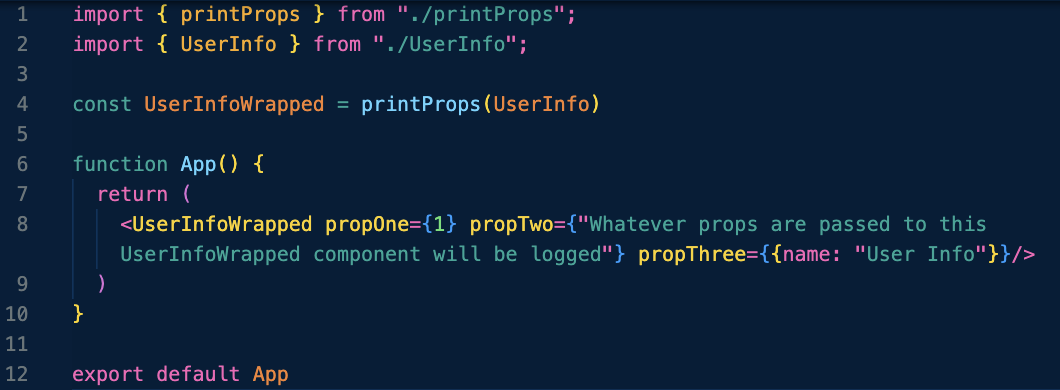 1 import { printProps } from "./printProps";
2 import { UserInfo } from "./UserInfo";
3
4 const UserInfoWrapped = printProps(UserInfo)
5
6 function App() {
7 return (
8 <UserInfoWrapped propOne={1} propTwo={"Whatever props are passed to this
UserInfoWrapped component will be logged"} propThree={{name: "User Info"}}/>
9 )
10 }
11
12 export default App